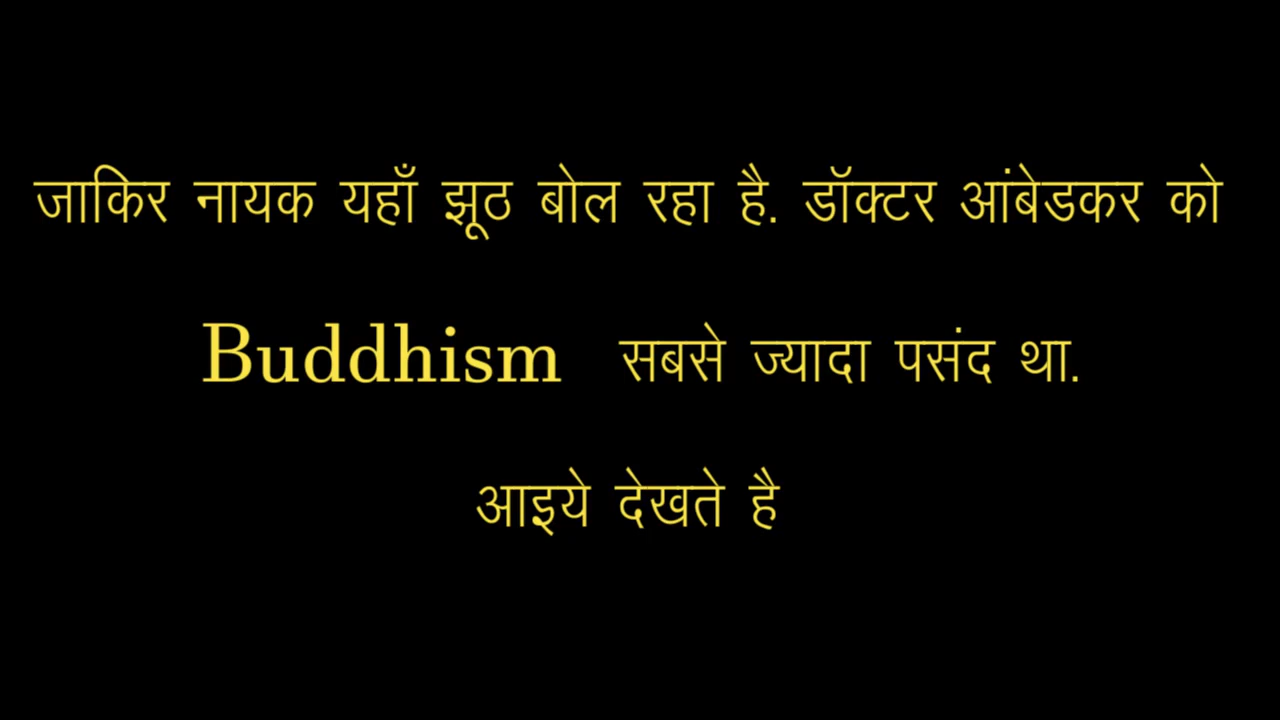 जाकिर नायक यहाँ झूठ बोल रहा है. डॉक्टर आंबेडकर को
Buddhism सबसे ज्यादा पसंद था.
आइये देखते है